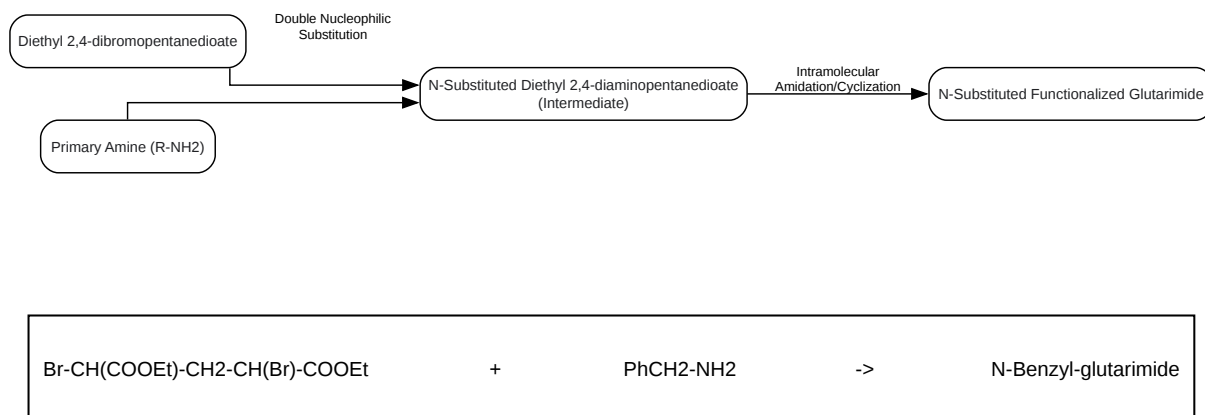 Double Nucleophilic
Substitution
Diethyl 2,4-dibromopentanedioate
Primary Amine (R-NH2)
N-Substituted Diethyl 2,4-diaminopentanedioate
(Intermediate)
Intramolecular
Amidation/Cyclization
N-Substituted Functionalized Glutarimide
Br-CH(COOEt)-CH2-CH(Br)-COOEt + PhCH2-NH2 -> N-Benzyl-glutarimide